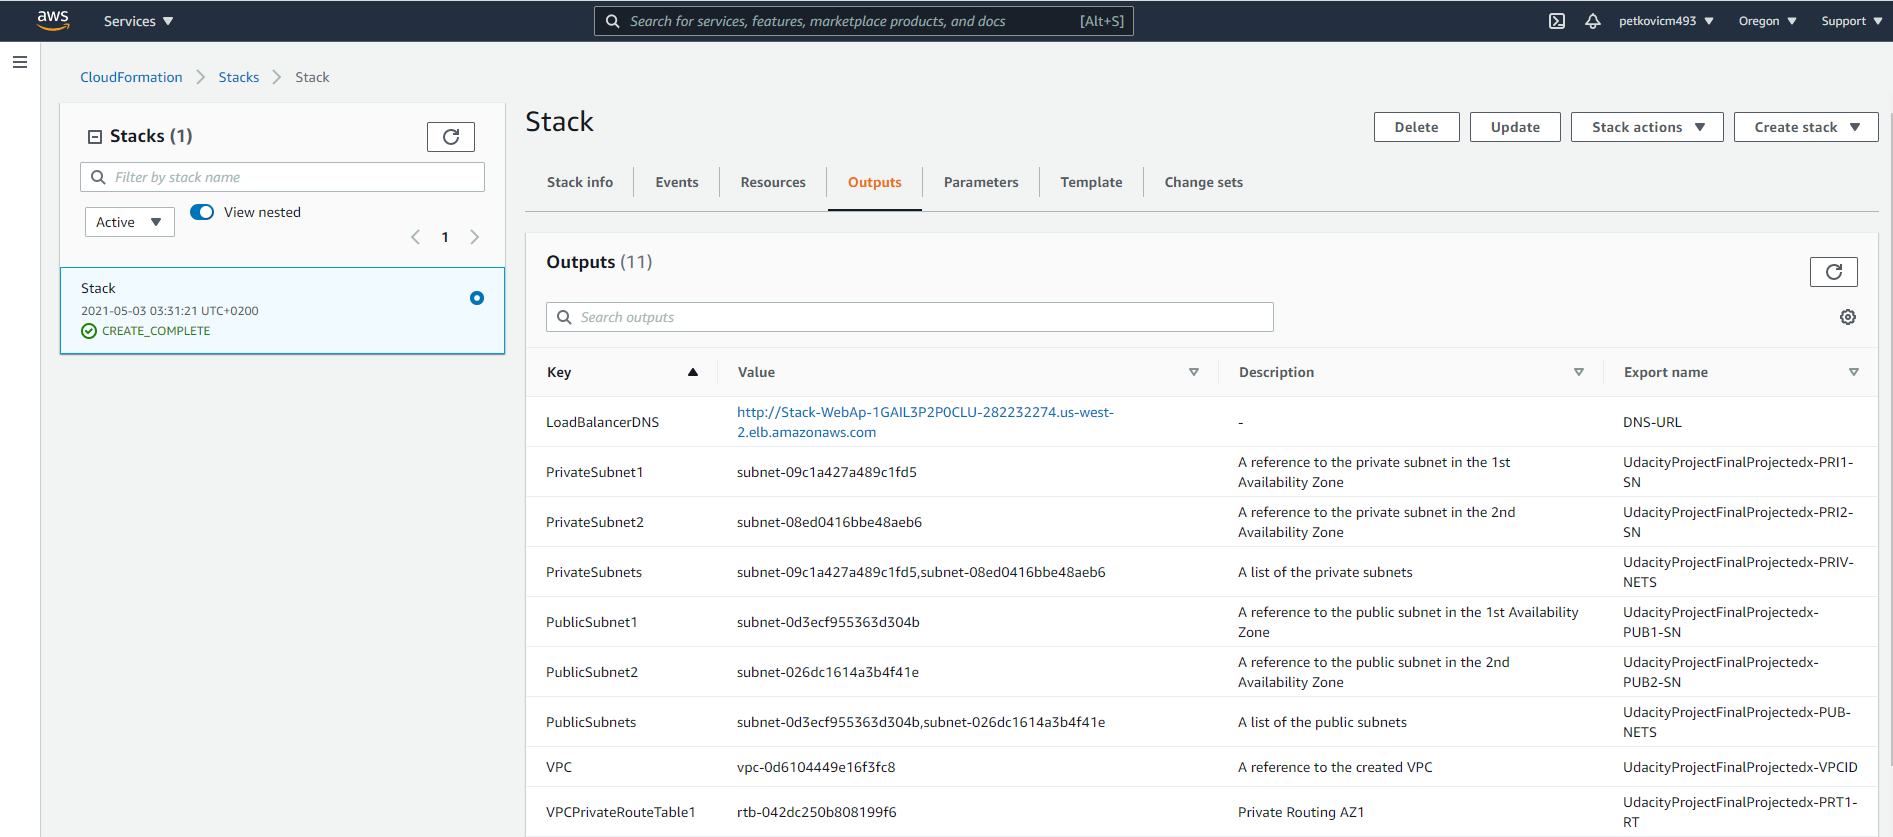 aws
Services
Search for services, features, marketplace products, and docs
[Alt+S]
petkovicm493
Oregon
Support
CloudFormation
Stacks
Stack
Stacks (1)
Filter by stack name
Active
View nested
1
Stack
2021-05-03 03:31:21 UTC+0200
CREATE_COMPLETE
Stack
Delete
Update
Stack actions
Create stack
Stack info
Events
Resources
Outputs
Parameters
Template
Change sets
Outputs (11)
Search outputs
Key
Value
Description
Export name
LoadBalancerDNS
http://Stack-WebAp-1GAIL3P2P0CLU-282232274.us-west-
2.elb.amazonaws.com
-
DNS-URL
PrivateSubnet1
subnet-09c1a427a489c1fd5
A reference to the private subnet in the 1st
Availability Zone
UdacityProjectFinalProjectedx-PRI1-
SN
PrivateSubnet2
subnet-08ed0416bbe48aeb6
A reference to the private subnet in the 2nd
Availability Zone
UdacityProjectFinalProjectedx-PRI2-
SN
PrivateSubnets
subnet-09c1a427a489c1fd5,subnet-08ed0416bbe48aeb6
A list of the private subnets
UdacityProjectFinalProjectedx-PRIV-
NETS
PublicSubnet1
subnet-0d3ecf955363d304b
A reference to the public subnet in the 1st Availability
Zone
UdacityProjectFinalProjectedx-
PUB1-SN
PublicSubnet2
subnet-026dc1614a3b4f41e
A reference to the public subnet in the 2nd
Availability Zone
UdacityProjectFinalProjectedx-
PUB2-SN
PublicSubnets
subnet-0d3ecf955363d304b,subnet-026dc1614a3b4f41e
A list of the public subnets
UdacityProjectFinalProjectedx-PUB-
NETS
VPC
vpc-0d6104449e16f3fc8
A reference to the created VPC
UdacityProjectFinalProjectedx-VPCID
VPCPrivateRouteTable1
rtb-042dc250b808199f6
Private Routing AZ1
UdacityProjectFinalProjectedx-PRT1-
RT